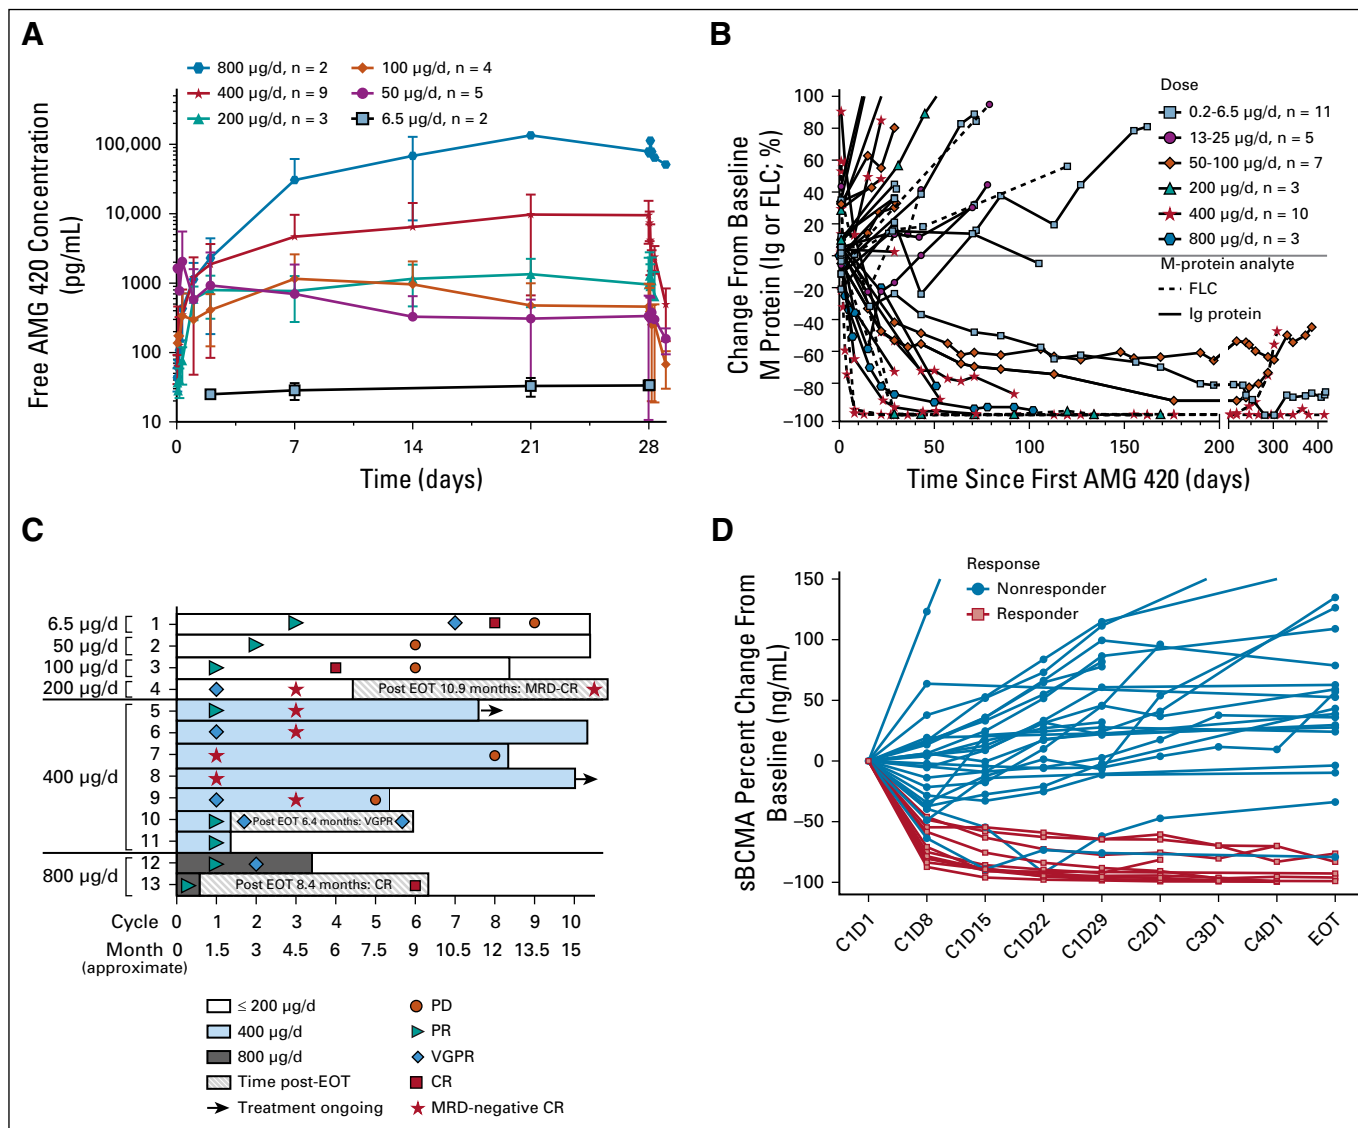 A
800 µg/d, n = 2
400 µg/d, n = 9
200 µg/d, n = 3
100 µg/d, n = 4
50 µg/d, n = 5
6.5 µg/d, n = 2
Free AMG 420 Concentration
(pg/mL)
100,000
10,000
1000
100
10
0 7 14 21 28
Time (days)
B
Change From Baseline
M Protein (Ig or FLC; %)
100
80
60
40
20
0
−20
−40
−60
−80
−100
0 50 100 150 200 300 400
Time Since First AMG 420 (days)
Dose
0.2-6.5 µg/d, n = 11
13-25 µg/d, n = 5
50-100 µg/d, n = 7
200 µg/d, n = 3
400 µg/d, n = 10
800 µg/d, n = 3
M-protein analyte
FLC
Ig protein
C
6.5 µg/d 1
50 µg/d 2
100 µg/d 3
200 µg/d 4 Post EOT 10.9 months: MRD-CR
5
6
7
400 µg/d 8
9
10 Post EOT 6.4 months: VGPR
11
800 µg/d 12
13 Post EOT 8.4 months: CR
Cycle 0 1 2 3 4 5 6 7 8 9 10
Month 0 1.5 3 4.5 6 7.5 9 10.5 12 13.5 15
(approximate)
≤ 200 µg/d
400 µg/d
800 µg/d
Time post-EOT
Treatment ongoing
PD
PR
VGPR
CR
MRD-negative CR
D
sBCMA Percent Change From
Baseline (ng/mL)
150
100
50
0
−50
−100
Response
Nonresponder
Responder
C1D1 C1D8 C1D15 C1D22 C1D29 C2D1 C3D1 C4D1 EOT